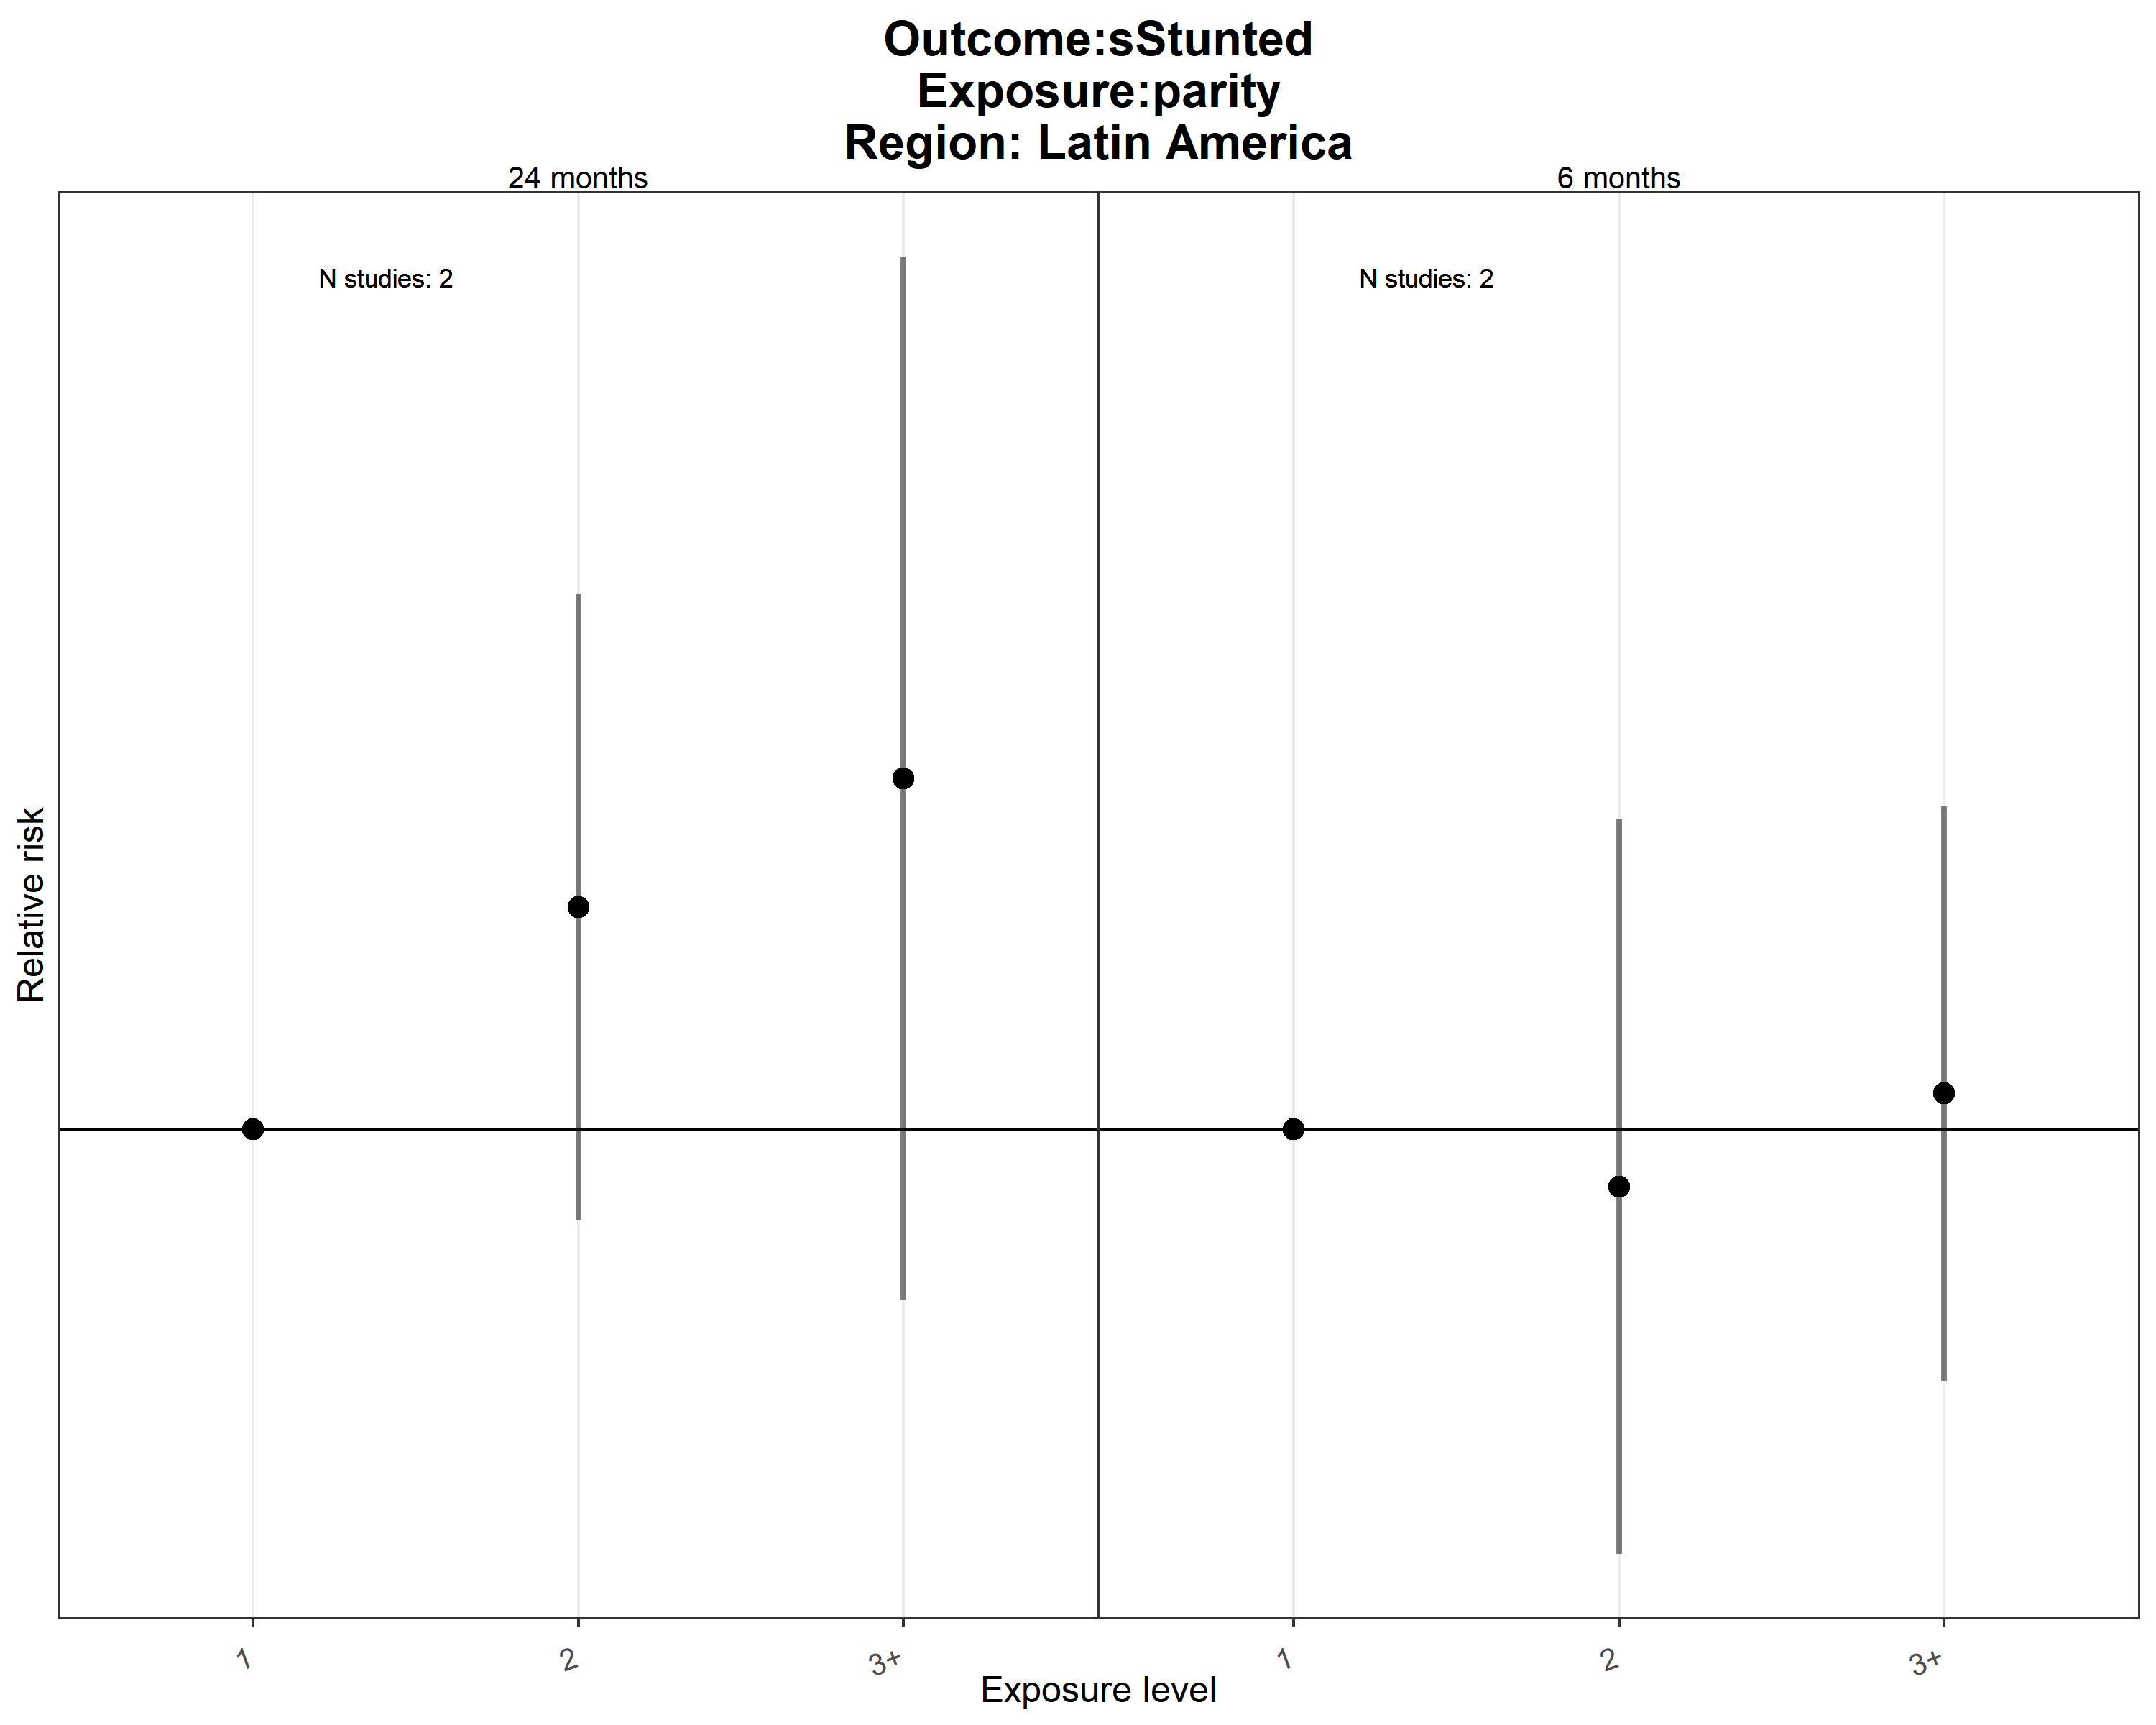 Outcome:sStunted
Exposure:parity
Region: Latin America
24 months
6 months
N studies: 2
N studies: 2
Relative risk
1
2
3+
1
2
3+
Exposure level